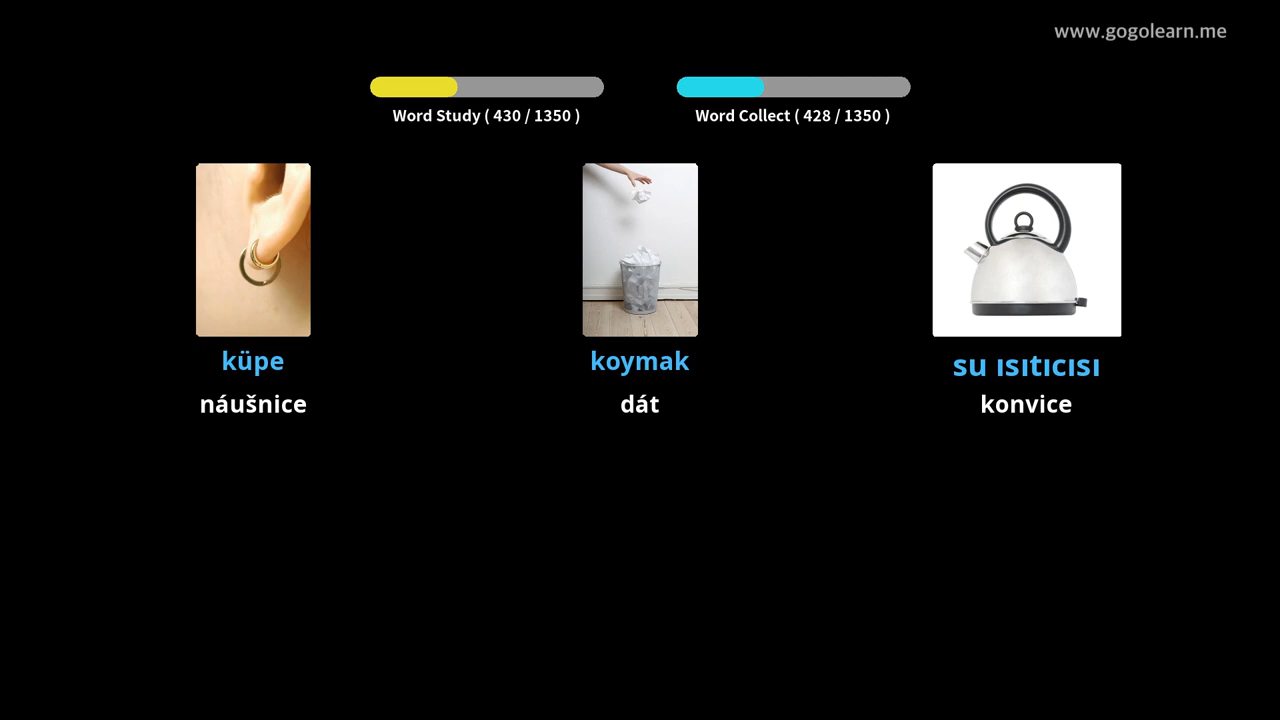 www.gogolearn.me
Word Study ( 430 / 1350 )
Word Collect ( 428 / 1350 )
küpe
koymak
su ısıtıcısı
náušnice
dát
konvice